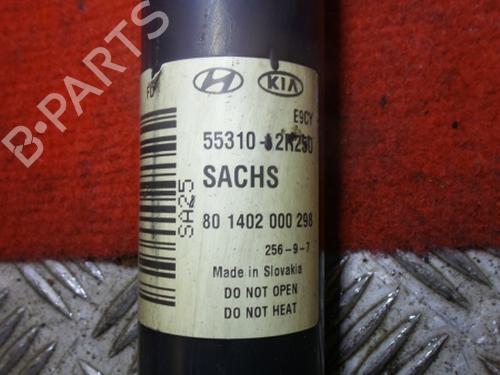 FD
KIA
E9CY
SACHS
SA25
80 1402 000 298
256-9-7
Made in Slovakia
DO NOT OPEN
DO NOT HEAT
B-PARTS